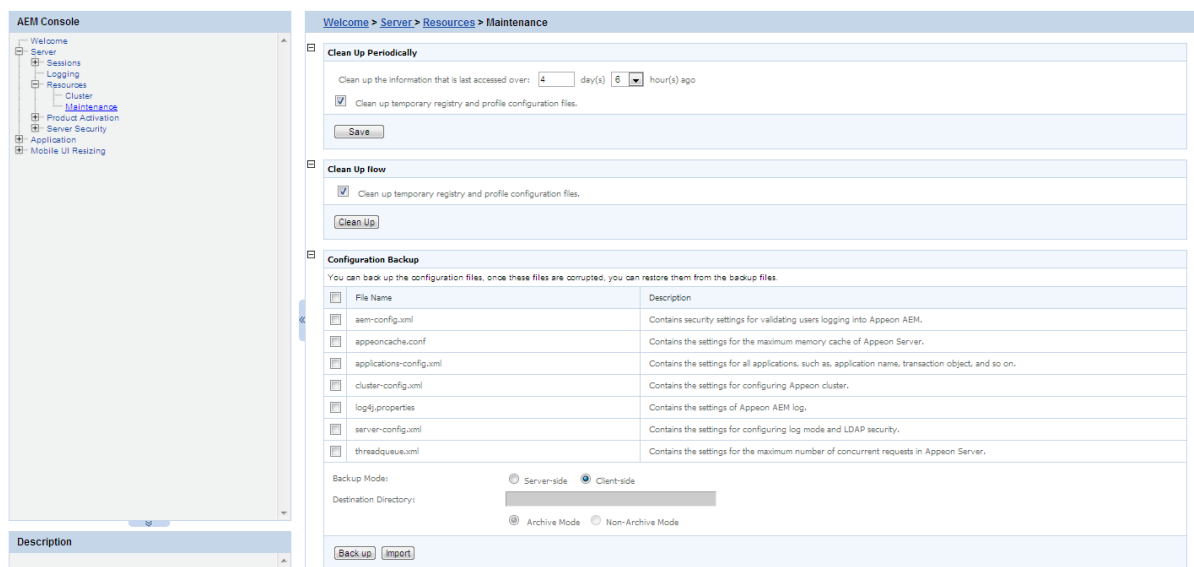 AEM Console
Welcome
Server
Sessions
Logging
Resources
Cluster
Maintenance
Product Activation
Server Security
Application
Mobile UI Resizing
Description
Welcome > Server > Resources > Maintenance
Clean Up Periodically
Clean up the information that is last accessed over: 4 day(s) 6 hour(s) ago
Clean up temporary registry and profile configuration files.
Save
Clean Up Now
Clean up temporary registry and profile configuration files.
Clean Up
Configuration Backup
You can back up the configuration files, once these files are corrupted, you can restore them from the backup files.
File Name Description
aem-config.xml Contains security settings for validating users logging into Appeon AEM.
appeoncache.conf Contains the settings for the maximum memory cache of Appeon Server.
applications-config.xml Contains the settings for all applications, such as, application name, transaction object, and so on.
cluster-config.xml Contains the settings for configuring Appeon cluster.
log4j.properties Contains the settings of Appeon AEM log.
server-config.xml Contains the settings for configuring log mode and LDAP security.
threadqueue.xml Contains the settings for the maximum number of concurrent requests in Appeon Server.
Backup Mode: Server-side Client-side
Destination Directory:
Archive Mode Non-Archive Mode
Back up Import